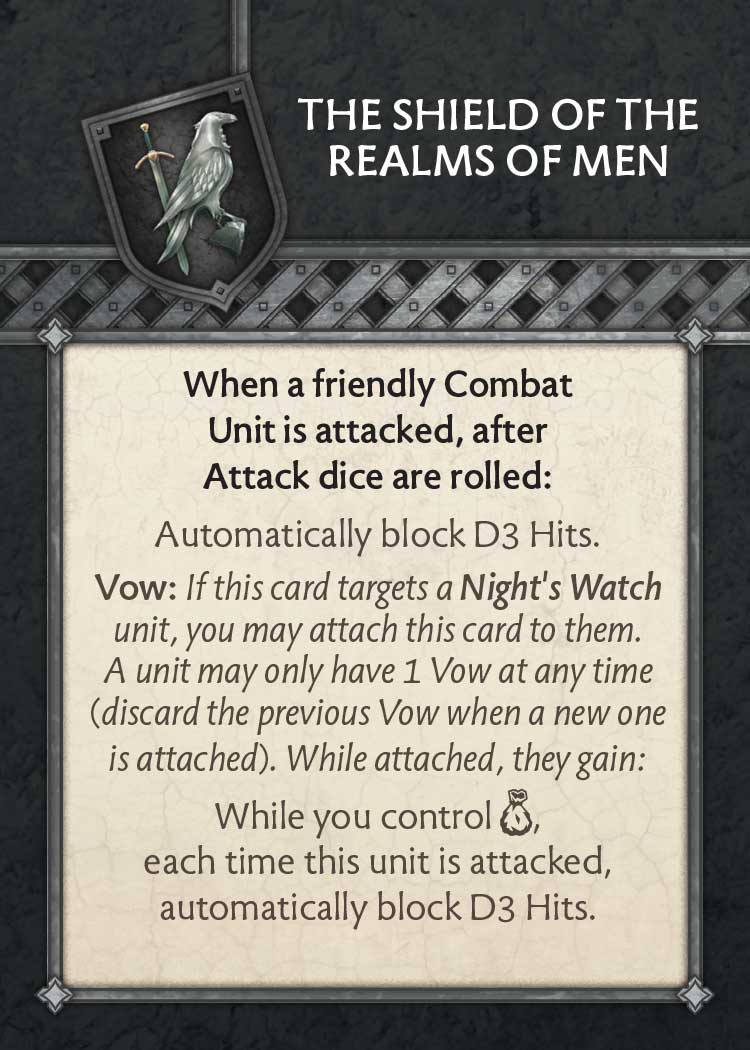 THE SHIELD OF THE
REALMS OF MEN
When a friendly Combat
Unit is attacked, after
Attack dice are rolled:
Automatically block D3 Hits.
Vow: If this card targets a Night's Watch
unit, you may attach this card to them.
A unit may only have 1 Vow at any time
(discard the previous Vow when a new one
is attached). While attached, they gain:
While you control ,
each time this unit is attacked,
automatically block D3 Hits.